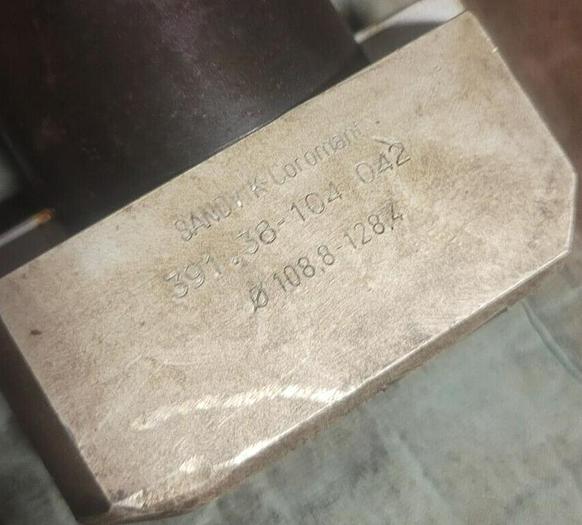 SANDVIK Coromant
391.38-104 042
Ø 108,8-128,4